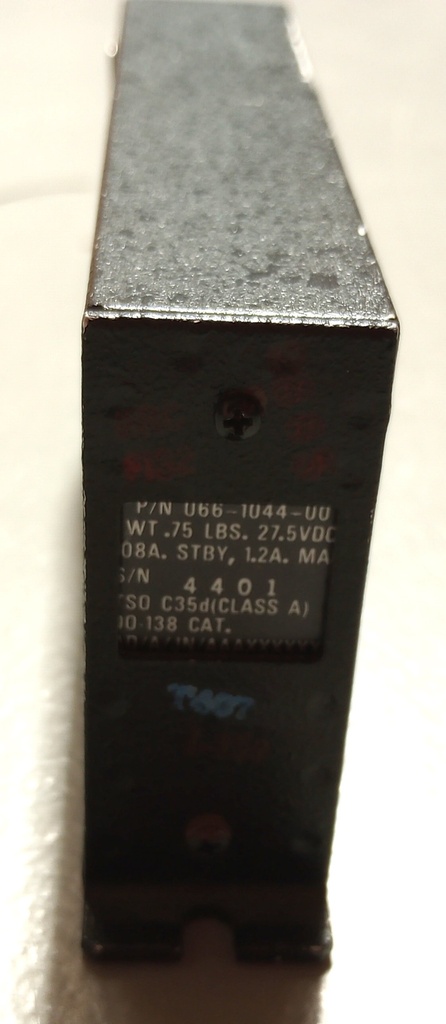 P/N 066-1044-00
WT .75 LBS. 27.5VDC
08A. STBY, 1.2A. MA
S/N 4401
TSO C35d(CLASS A)
DO-138 CAT.
T607